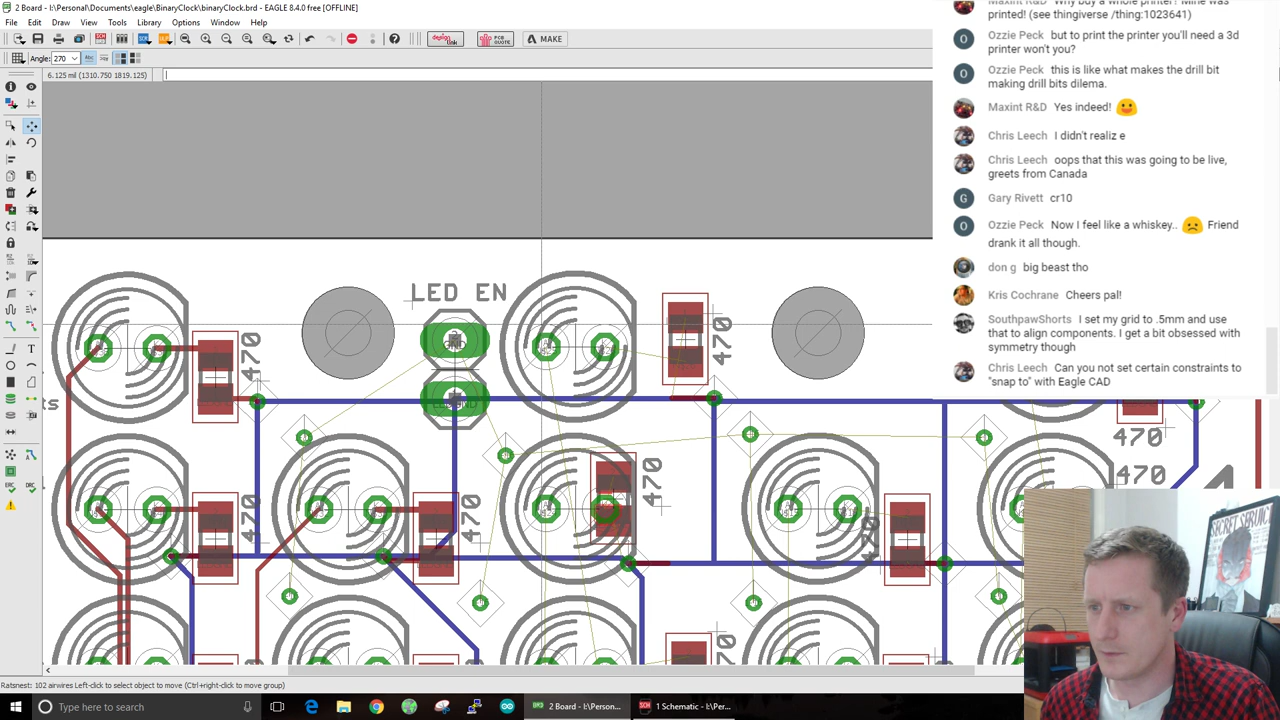 2 Board - I:\Personal\Documents\eagle\BinaryClock\binaryClock.brd - EAGLE 8.4.0 free [OFFLINE]
File Edit Draw View Tools Library Options Window Help
design link
PCB QUOTE
MAKE
Angle: 270
6.125 mil (1310.750 1819.125)
printed! (see thingiverse /thing:1023641)
Ozzie Peck but to print the printer you'll need a 3d
printer won't you?
Ozzie Peck this is like what makes the drill bit
making drill bits dilema.
Maxint R&D Yes indeed!
Chris Leech I didn't realiz e
Chris Leech oops that this was going to be live,
greets from Canada
Gary Rivett cr10
Ozzie Peck Now I feel like a whiskey.. Friend
drank it all though.
don g big beast tho
Kris Cochrane Cheers pal!
SouthpawShorts I set my grid to .5mm and use
that to align components. I get a bit obsessed with
symmetry though
Chris Leech Can you not set certain constraints to
"snap to" with Eagle CAD
LED EN
GND
470
470
470
470
470
470
470
470
470
SECRET SERVICE
Ratsnest: 102 airwires Left-click to select object to move (Ctrl+right-click to move group)
Type here to search
2 Board - I:\Person...
1 Schematic - I:\Per...